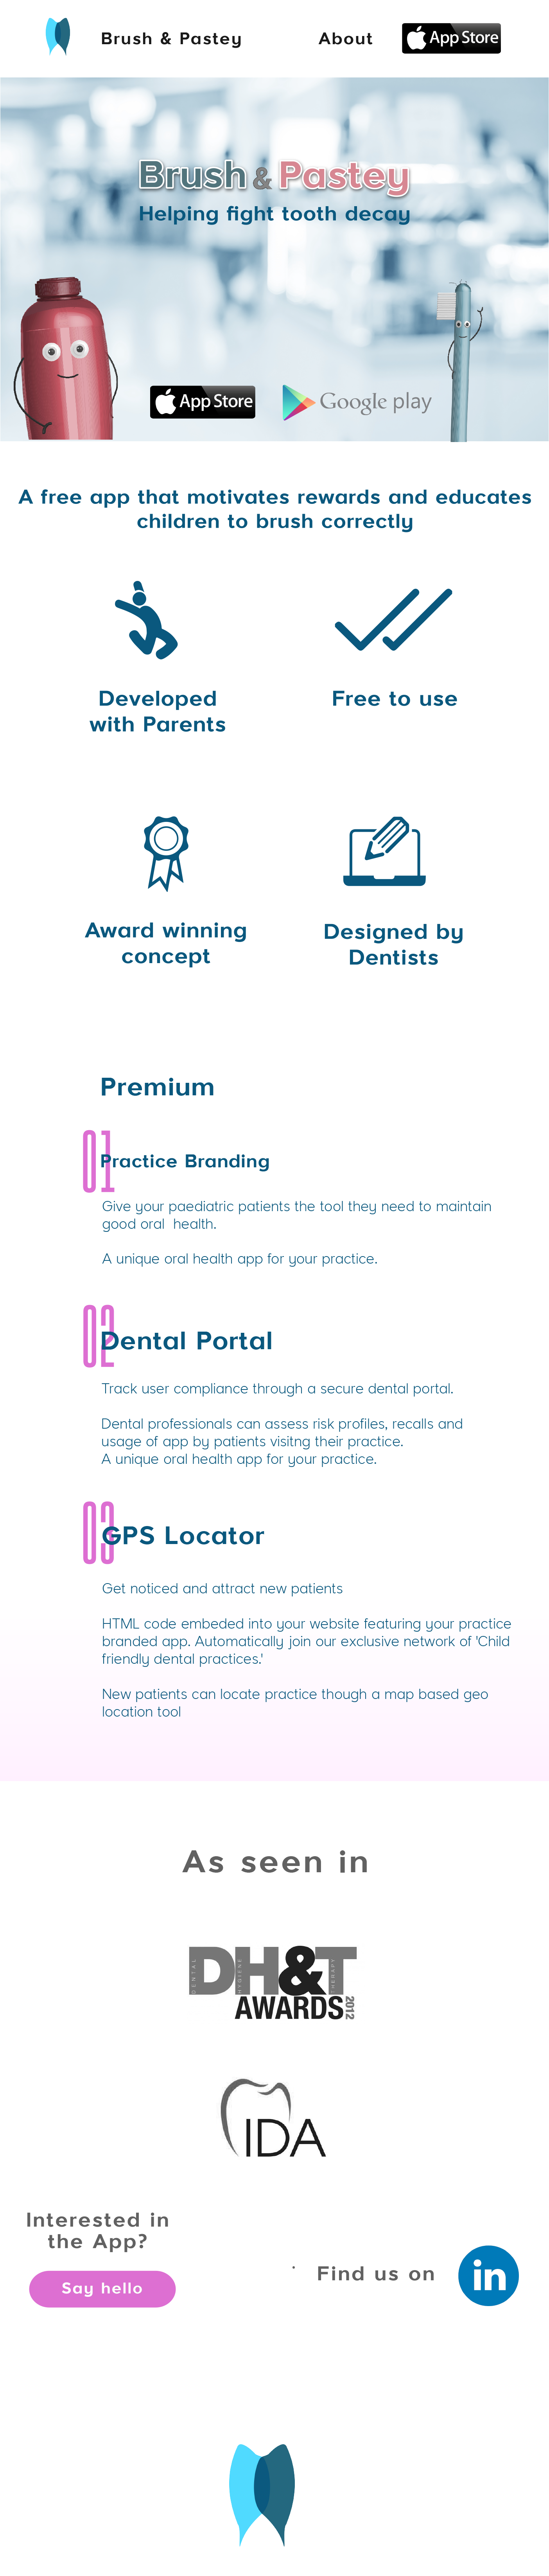 Brush & Pastey
About
App Store
Brush & Pastey
Helping fight tooth decay
App Store
Google play
A free app that motivates rewards and educates
children to brush correctly
Developed
with Parents
Free to use
Award winning
concept
Designed by
Dentists
Premium
01
Practice Branding
Give your paediatric patients the tool they need to maintain
good oral health.
A unique oral health app for your practice.
02
Dental Portal
Track user compliance through a secure dental portal.
Dental professionals can assess risk profiles, recalls and
usage of app by patients visitng their practice.
A unique oral health app for your practice.
03
GPS Locator
Get noticed and attract new patients
HTML code embeded into your website featuring your practice
branded app. Automatically join our exclusive network of 'Child
friendly dental practices.'
New patients can locate practice though a map based geo
location tool
As seen in
DH&T
DENTAL
HYGIENE
THERAPY
AWARDS 2012
IDA
Interested in
the App?
Say hello
. Find us on
in